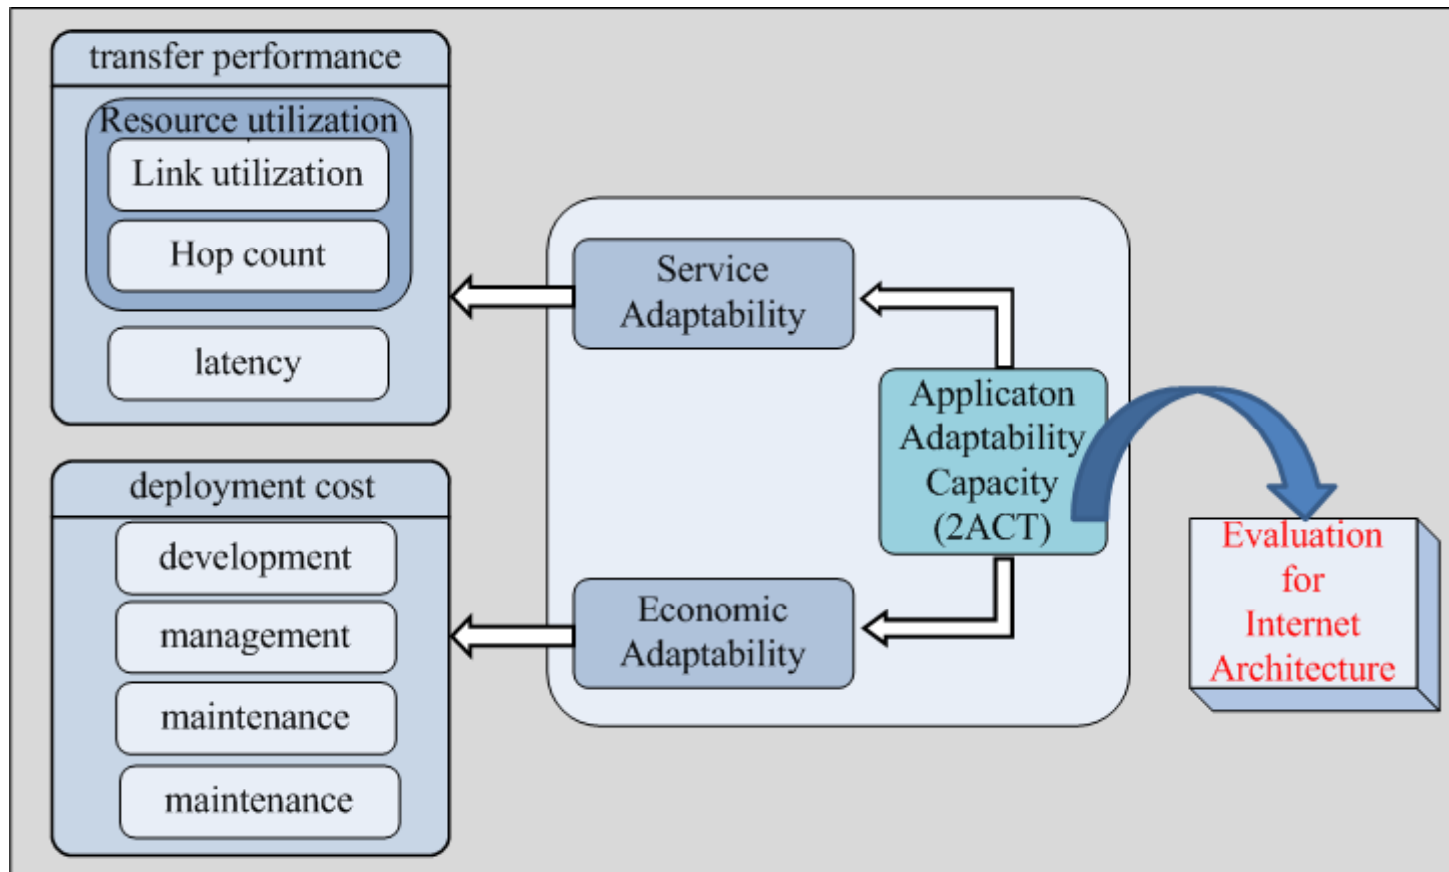 transfer performance
Resource utilization
Link utilization
Hop count
latency
deployment cost
development
management
maintenance
maintenance
Service
Adaptability
Economic
Adaptability
Applicaton
Adaptability
Capacity
(2ACT)
Evaluation
for
Internet
Architecture